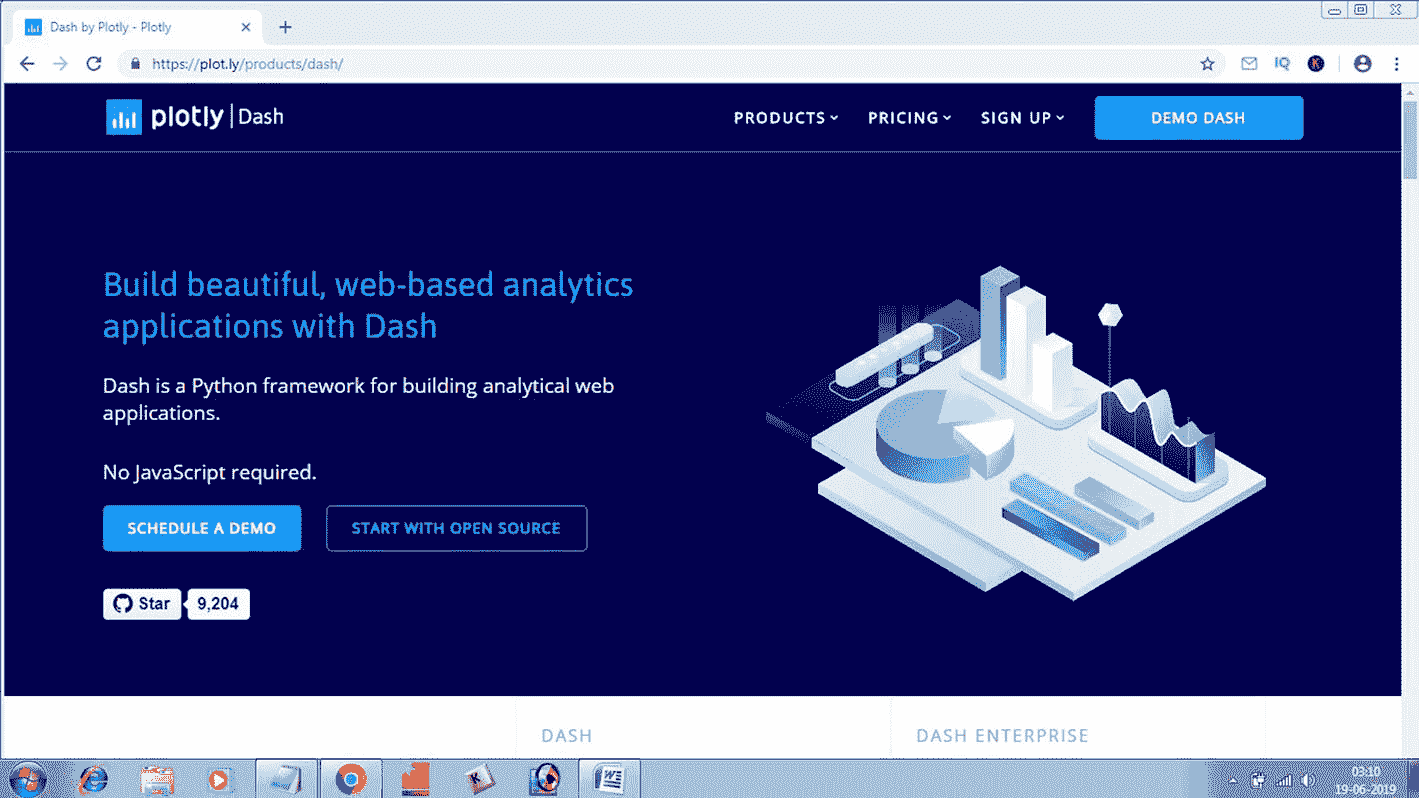 Dash by Plotly - Plotly
https://plot.ly/products/dash/
IQ
K
plotly | Dash
PRODUCTS
PRICING
SIGN UP
DEMO DASH
Build beautiful, web-based analytics
applications with Dash
Dash is a Python framework for building analytical web
applications.
No JavaScript required.
SCHEDULE A DEMO
START WITH OPEN SOURCE
Star
9,204
DASH
DASH ENTERPRISE
K
W
03:10
19-06-2019